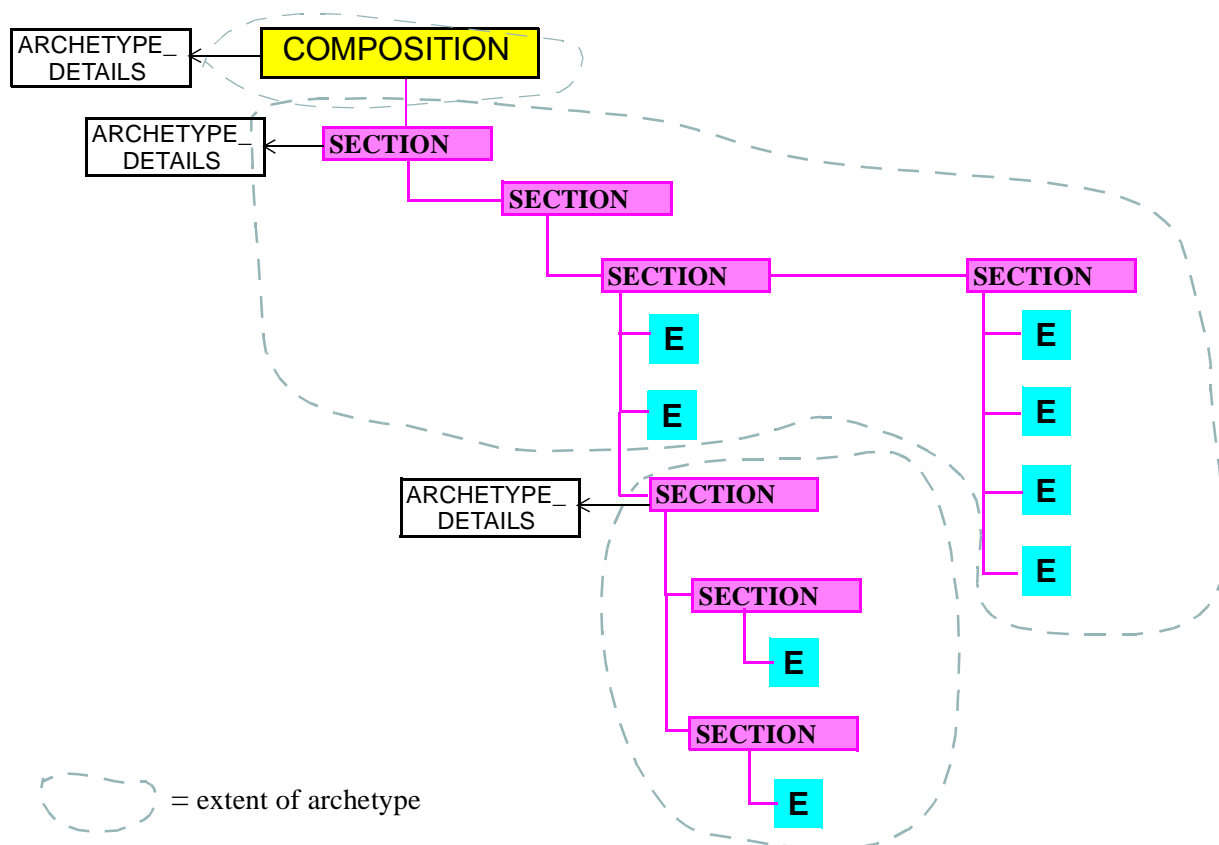 ARCHETYPE_
DETAILS
COMPOSITION
ARCHETYPE_
DETAILS
SECTION
SECTION
SECTION
SECTION
E
E
E
E
ARCHETYPE_
DETAILS
SECTION
E
E
SECTION
E
SECTION
E
= extent of archetype